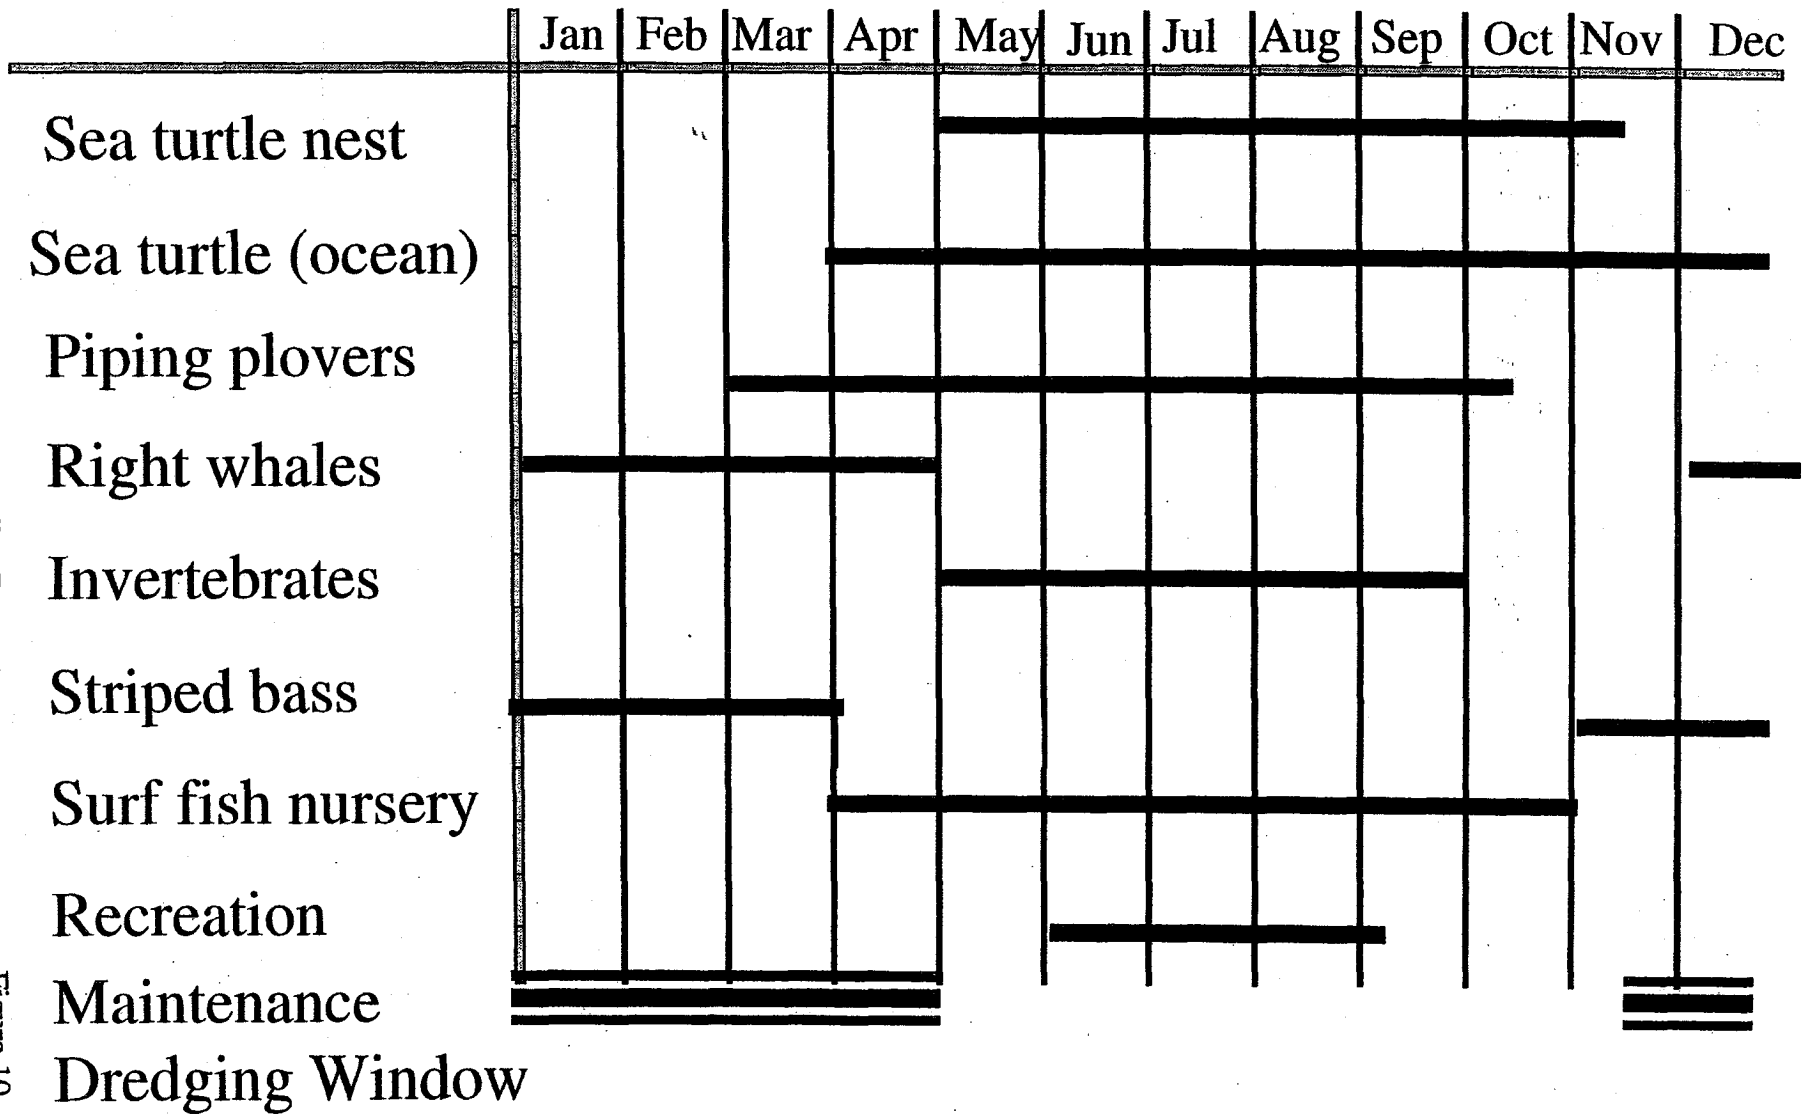 Jan Feb Mar Apr May Jun Jul Aug Sep Oct Nov Dec
Sea turtle nest
Sea turtle (ocean)
Piping plovers
Right whales
Invertebrates
Striped bass
Surf fish nursery
Recreation
Maintenance
Dredging Window